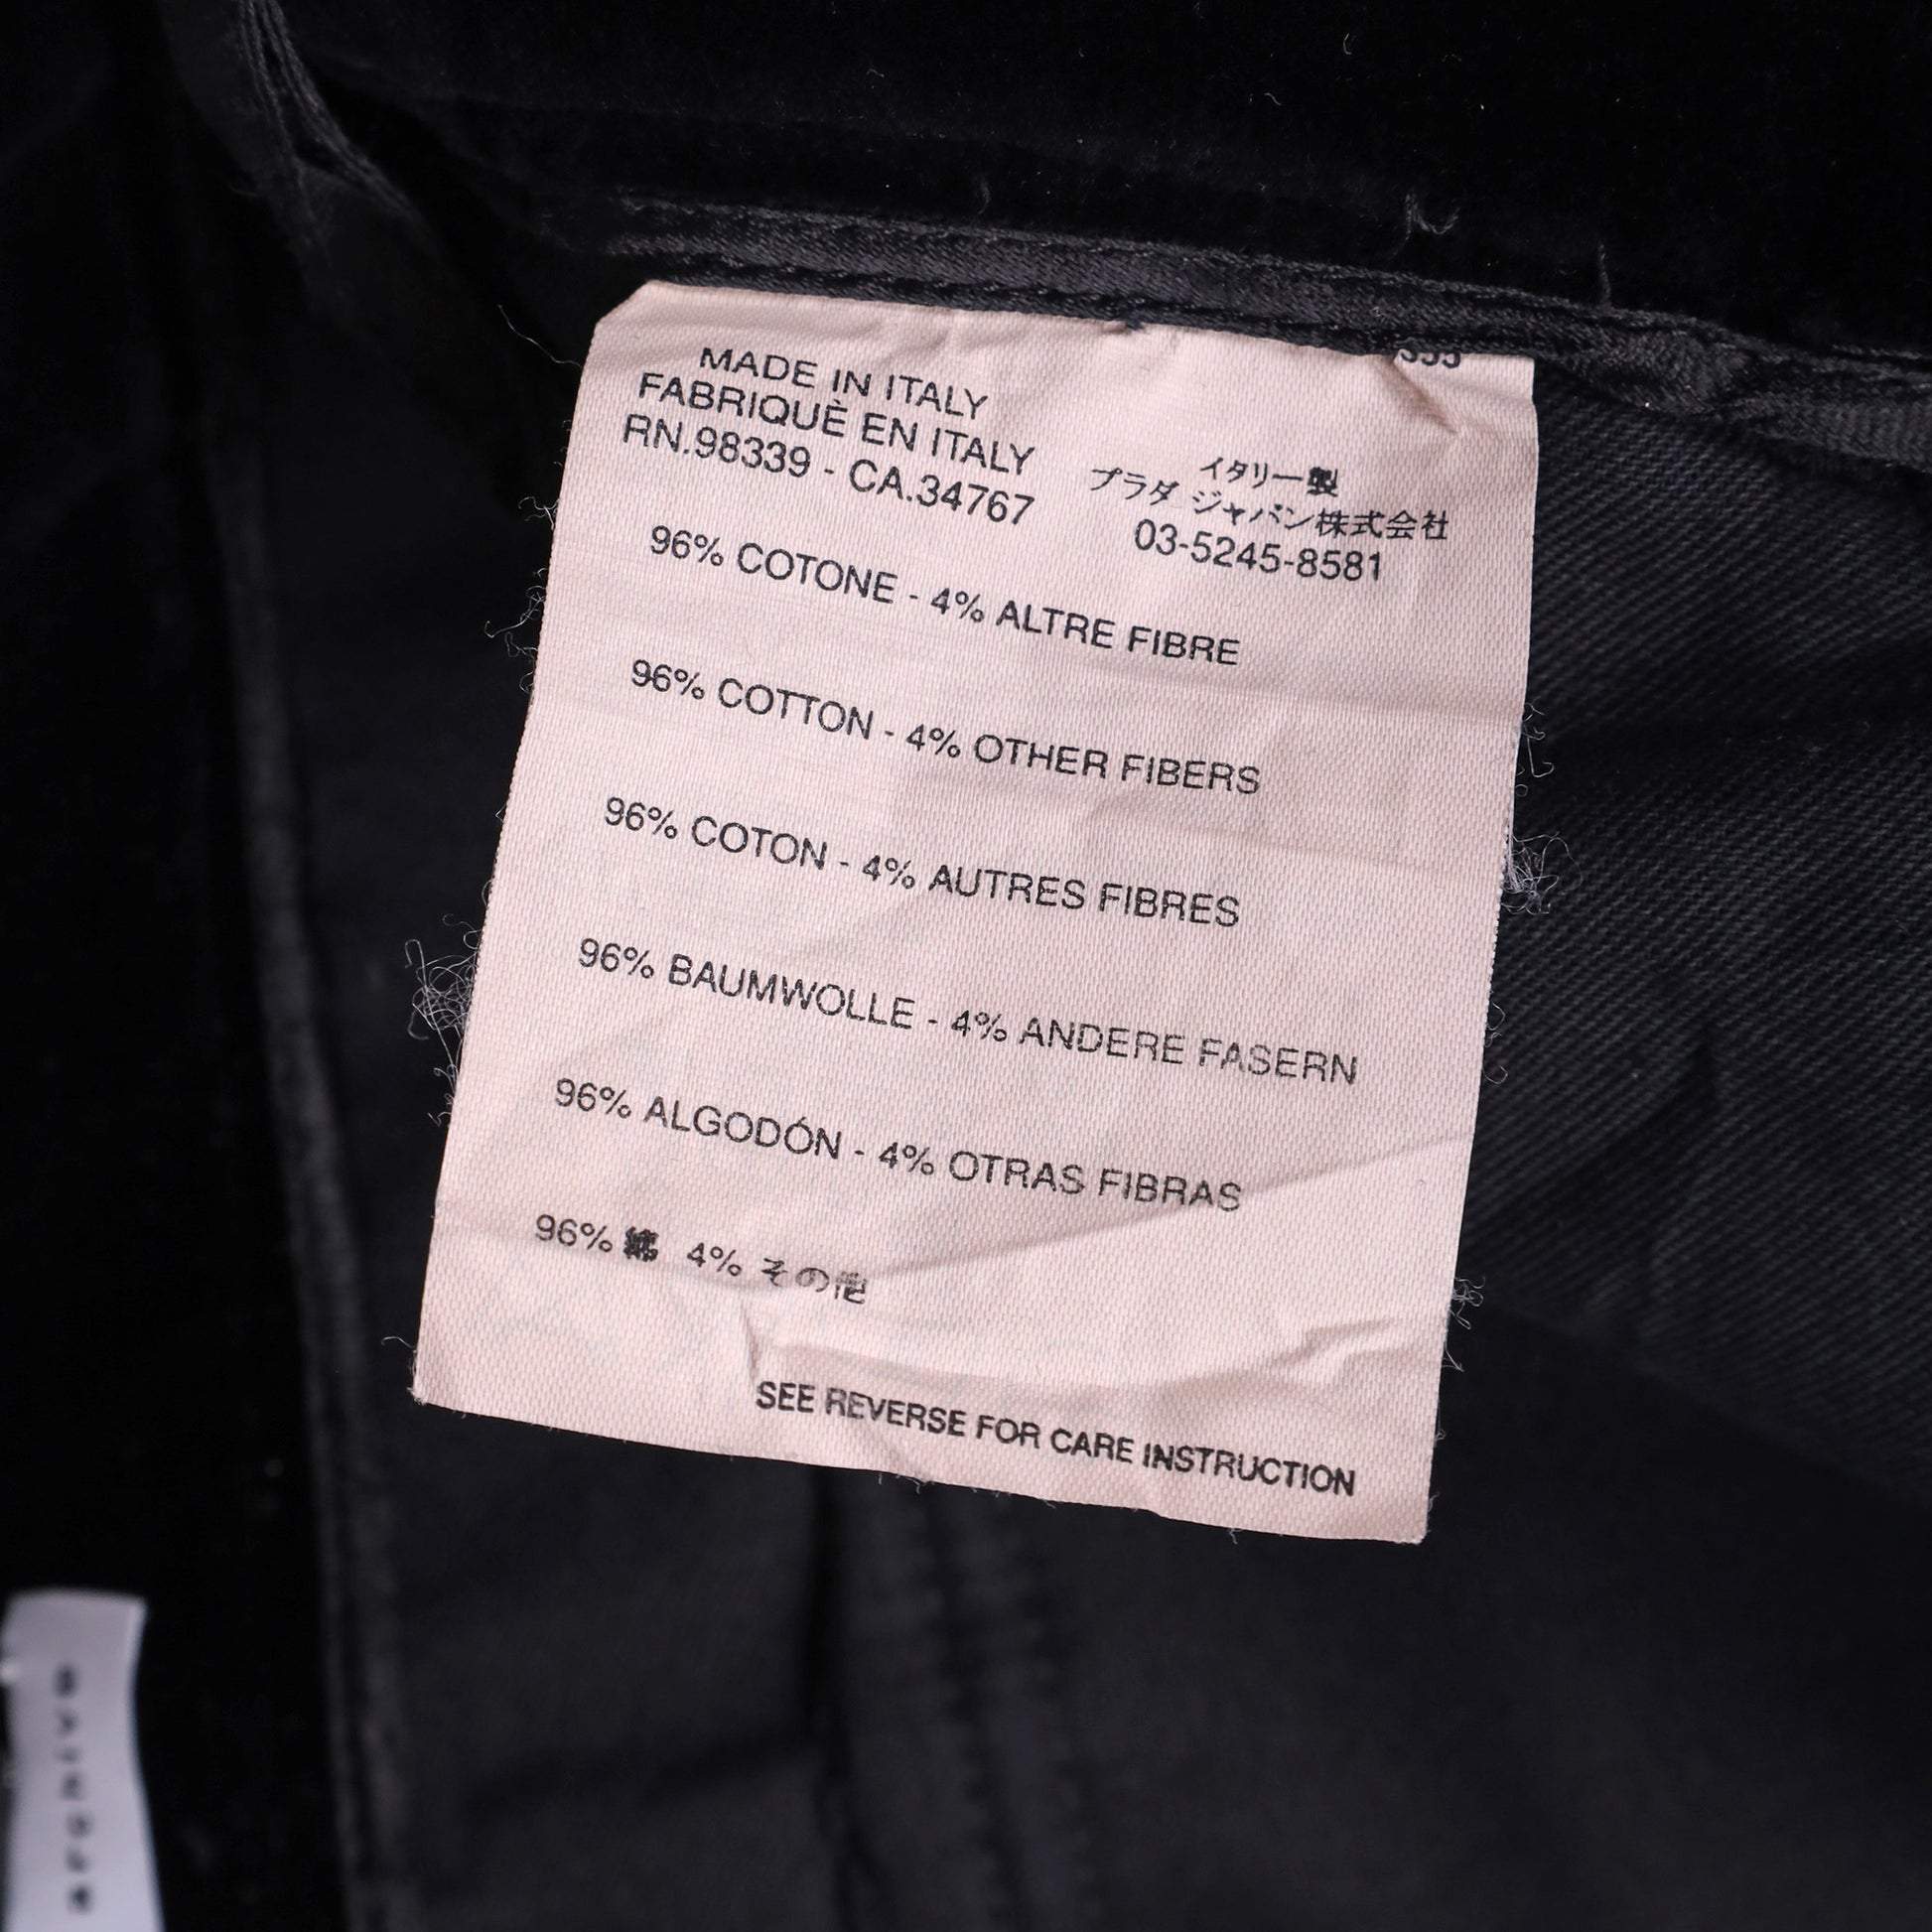 MADE IN ITALY
FABRIQUÈ EN ITALY
RN.98339 - CA.34767
イタリー製
プラダ ジャパン株式会社
03-5245-8581
96% COTONE - 4% ALTRE FIBRE
96% COTTON - 4% OTHER FIBERS
96% COTON - 4% AUTRES FIBRES
96% BAUMWOLLE - 4% ANDERE FASERN
96% ALGODÓN - 4% OTRAS FIBRAS
96% 綿 4% その他
SEE REVERSE FOR CARE INSTRUCTION